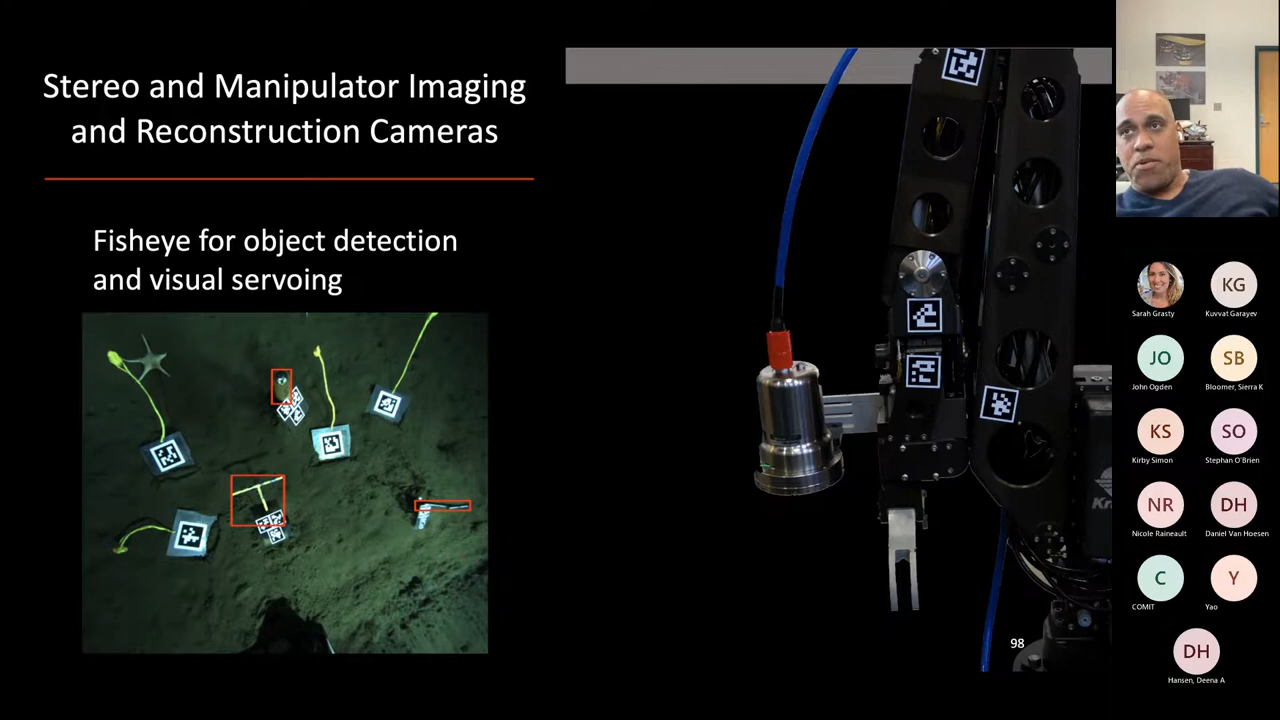 Stereo and Manipulator Imaging
and Reconstruction Cameras
Fisheye for object detection
and visual servoing
98
KG
Sarah Grasty
Kuvvat Garayev
JO
SB
John Ogden
Bloomer, Sierra K
KS
SO
Kirby Simon
Stephan O'Brien
NR
DH
Nicole Raineault
Daniel Van Hoesen
C
Y
COMIT
Yao
DH
Hansen, Deena A